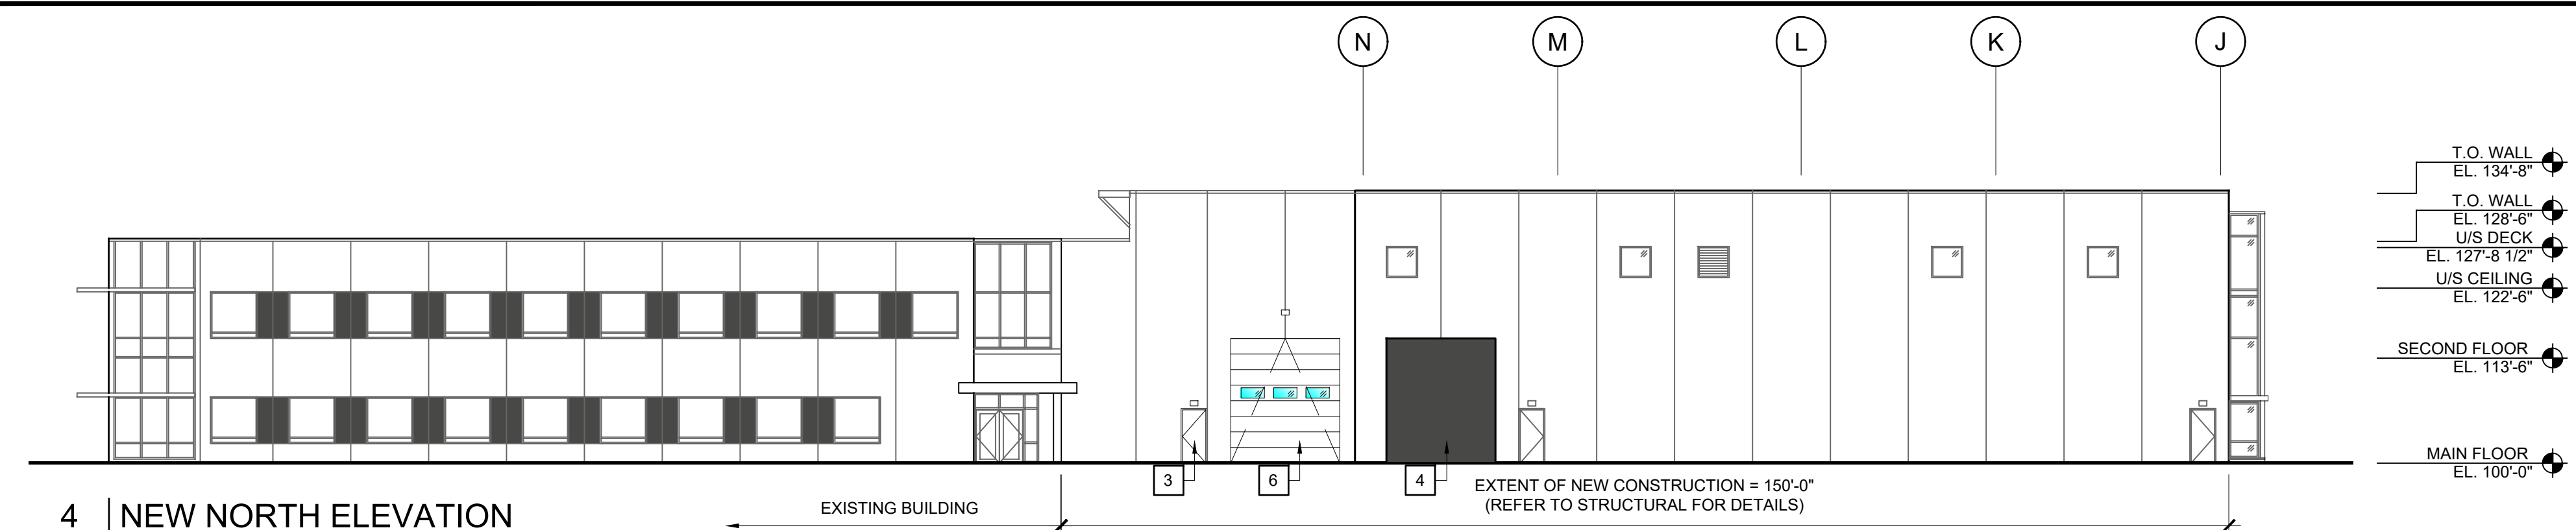 N M L K J
T.O. WALL
EL. 134'-8"
T.O. WALL
EL. 128'-6"
U/S DECK
EL. 127'-8 1/2"
U/S CEILING
EL. 122'-6"
SECOND FLOOR
EL. 113'-6"
MAIN FLOOR
EL. 100'-0"
3 6 4
EXTENT OF NEW CONSTRUCTION = 150'-0"
(REFER TO STRUCTURAL FOR DETAILS)
EXISTING BUILDING
4 NEW NORTH ELEVATION